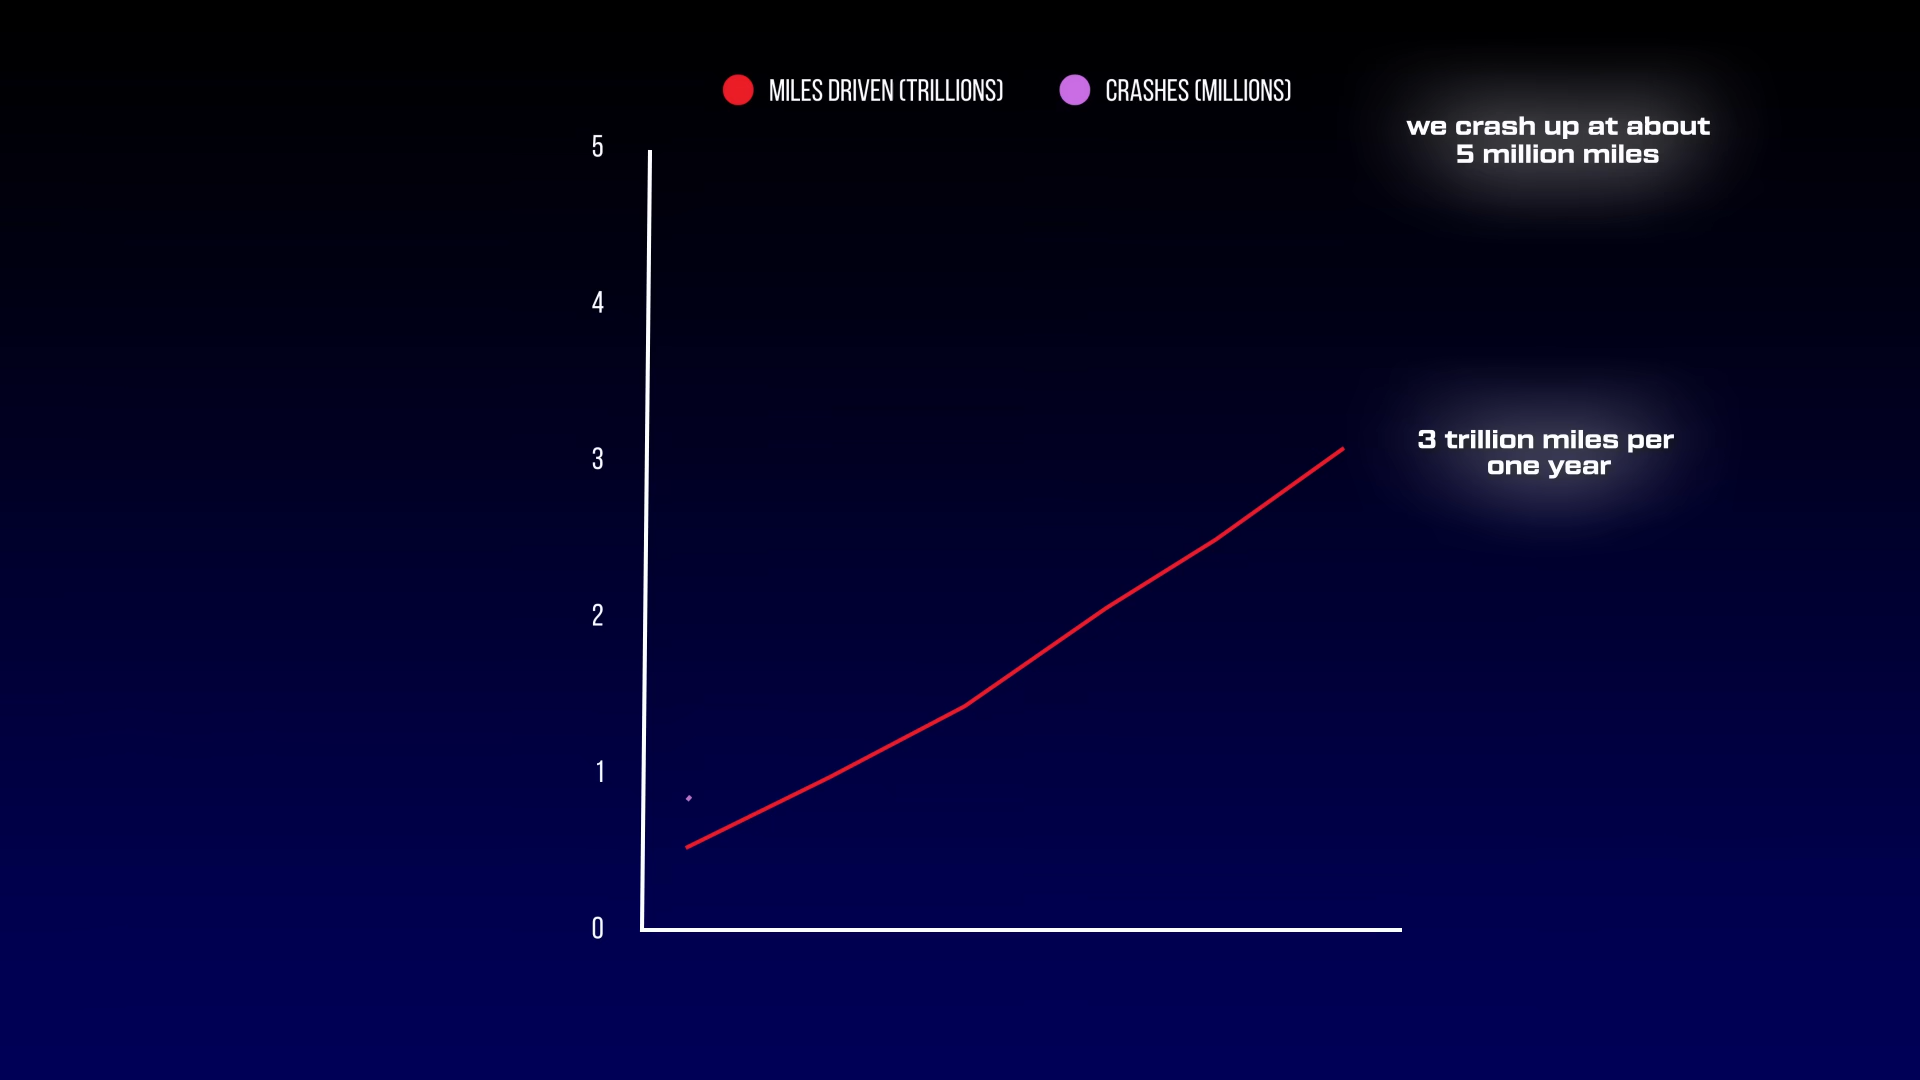 MILES DRIVEN (TRILLIONS)
CRASHES (MILLIONS)
we crash up at about
5 million miles
5
4
3
3 trillion miles per
one year
2
1
0